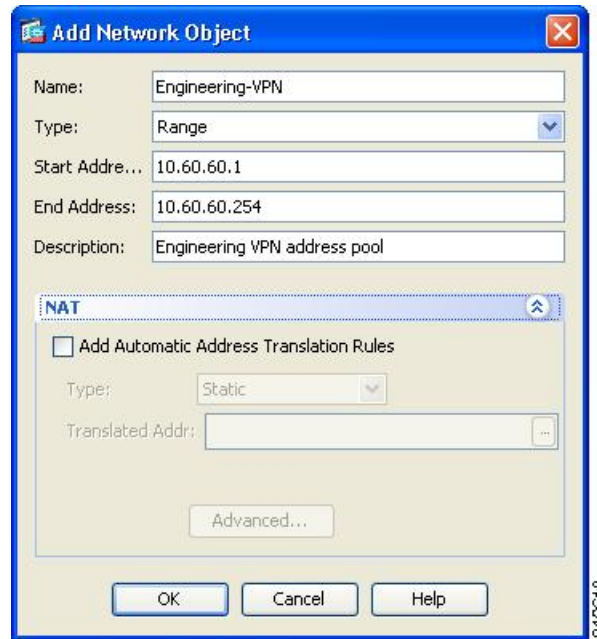 Add Network Object
Name: Engineering-VPN
Type: Range
Start Addre... 10.60.60.1
End Address: 10.60.60.254
Description: Engineering VPN address pool
NAT
Add Automatic Address Translation Rules
Type: Static
Translated Addr: ...
Advanced...
OK Cancel Help